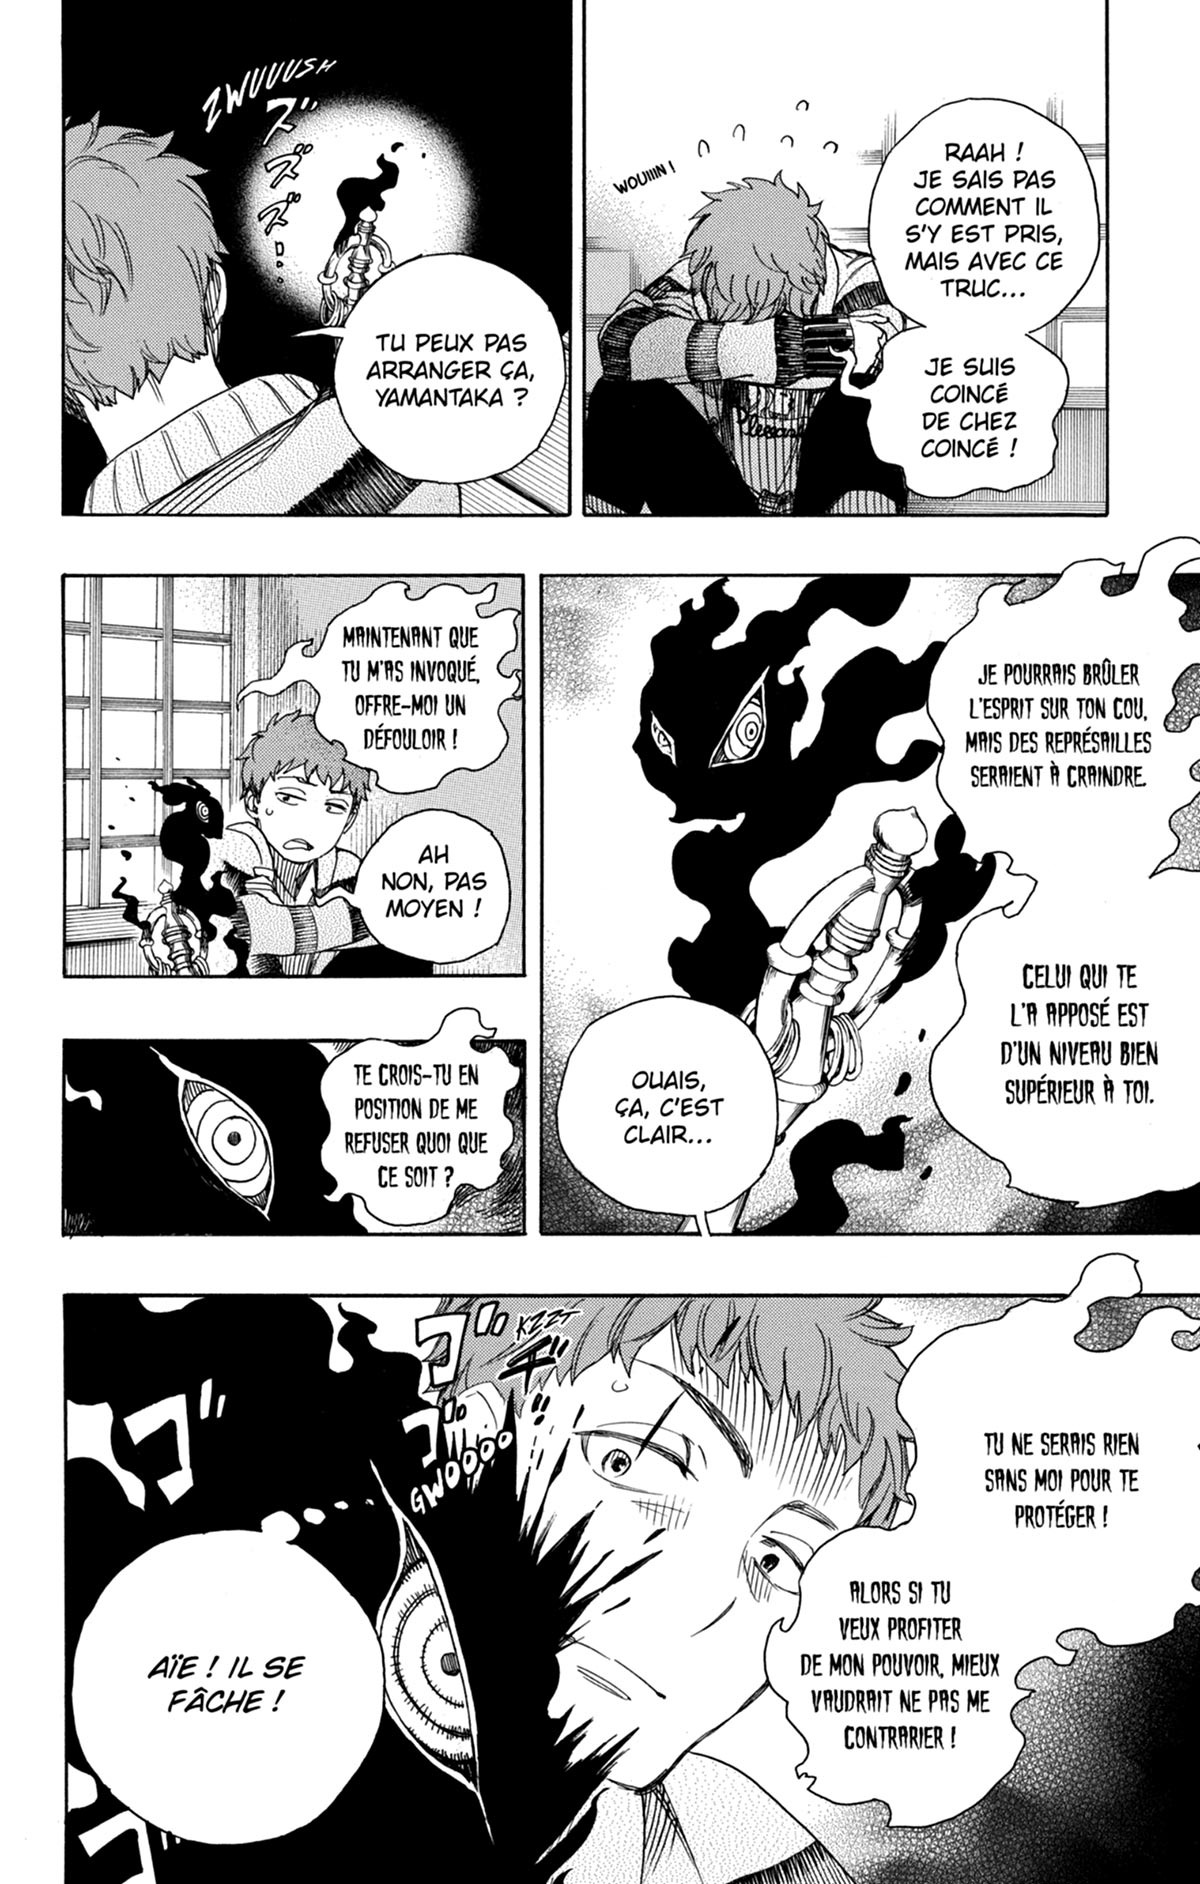 WOUIIIN !
RAAH !
JE SAIS PAS
COMMENT IL
S'Y EST PRIS,
MAIS AVEC CE
TRUC...
JE SUIS
COINCÉ
DE CHEZ
COINCÉ !
ZWUUUSH
ズズズ…
TU PEUX PAS
ARRANGER ÇA,
YAMANTAKA ?
JE POURRAIS BRÛLER
L'ESPRIT SUR TON COU,
MAIS DES REPRÉSAILLES
SERAIENT À CRAINDRE.
CELUI QUI TE
L'A APPOSÉ EST
D'UN NIVEAU BIEN
SUPÉRIEUR À TOI.
OUAIS,
ÇA, C'EST
CLAIR...
MAINTENANT QUE
TU M'AS INVOQUÉ,
OFFRE-MOI UN
DÉFOULOIR !
AH
NON, PAS
MOYEN !
TE CROIS-TU EN
POSITION DE ME
REFUSER QUOI QUE
CE SOIT ?
TU NE SERAIS RIEN
SANS MOI POUR TE
PROTÉGER !
ALORS SI TU
VEUX PROFITER
DE MON POUVOIR, MIEUX
VAUDRAIT NE PAS ME
CONTRARIER !
KZZT
ゴゴ
GWOOOO
ゴ
AÏE ! IL SE
FÂCHE !
ゴ